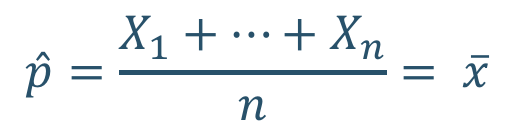 p̂ = (X₁ + ⋯ + Xₙ) / n = x̄